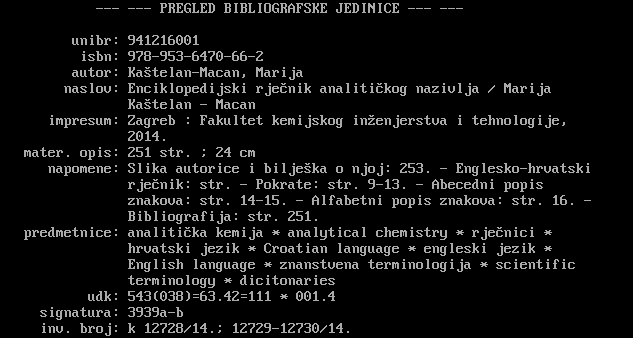 --- --- PREGLED BIBLIOGRAFSKE JEDINICE --- ---
unibr: 941216001
isbn: 978-953-6470-66-2
autor: Kaštelan-Macan, Marija
naslov: Enciklopedijski rječnik analitičkog nazivlja / Marija
Kaštelan - Macan
impresum: Zagreb : Fakultet kemijskog inženjerstva i tehnologije,
2014.
mater. opis: 251 str. ; 24 cm
napomene: Slika autorice i bilješka o njoj: 253. - Englesko-hrvatski
rječnik: str. - Pokrate: str. 9-13. - Abecedni popis
znakova: str. 14-15. - Alfabetni popis znakova: str. 16. -
Bibliografija: str. 251.
predmetnice: analitička kemija * analytical chemistry * rječnici *
hrvatski jezik * Croatian language * engleski jezik *
English language * znanstvena terminologija * scientific
terminology * dicitonaries
udk: 543(038)=63.42=111 * 001.4
signatura: 3939a-b
inv. broj: k 12728/14.; 12729-12730/14.